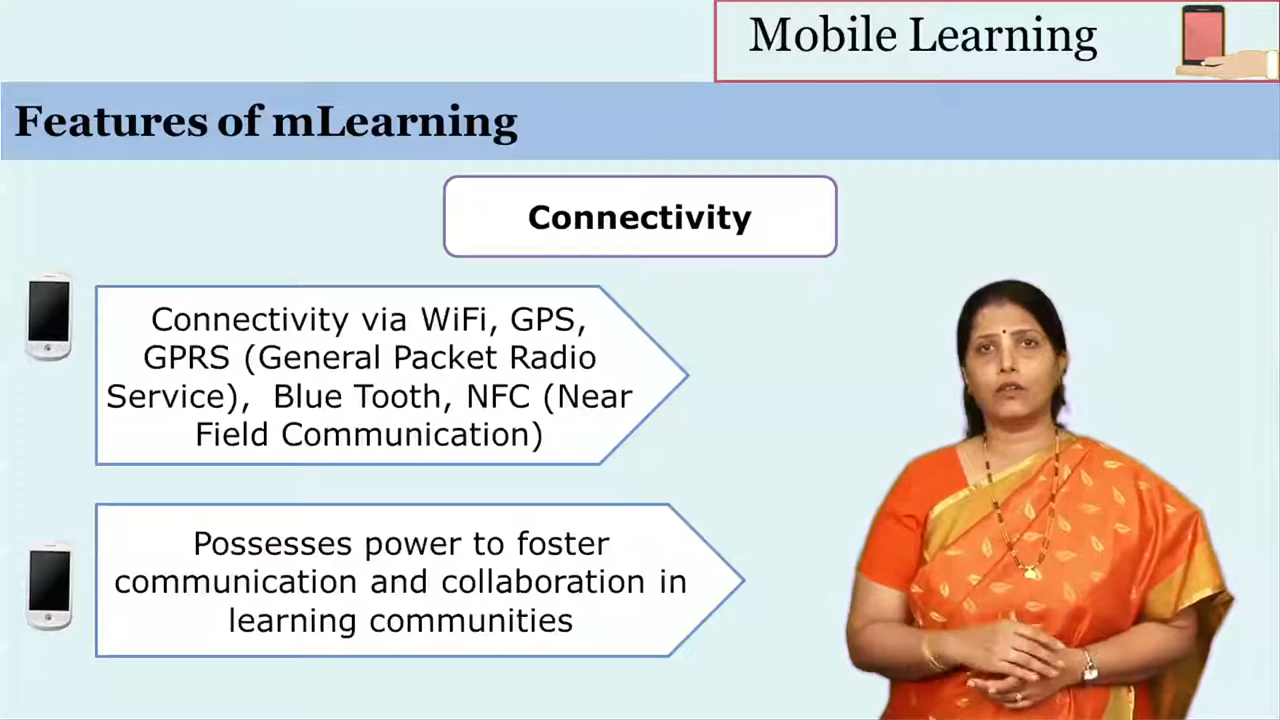 Mobile Learning
Features of mLearning
Connectivity
Connectivity via WiFi, GPS,
GPRS (General Packet Radio
Service), Blue Tooth, NFC (Near
Field Communication)
Possesses power to foster
communication and collaboration in
learning communities